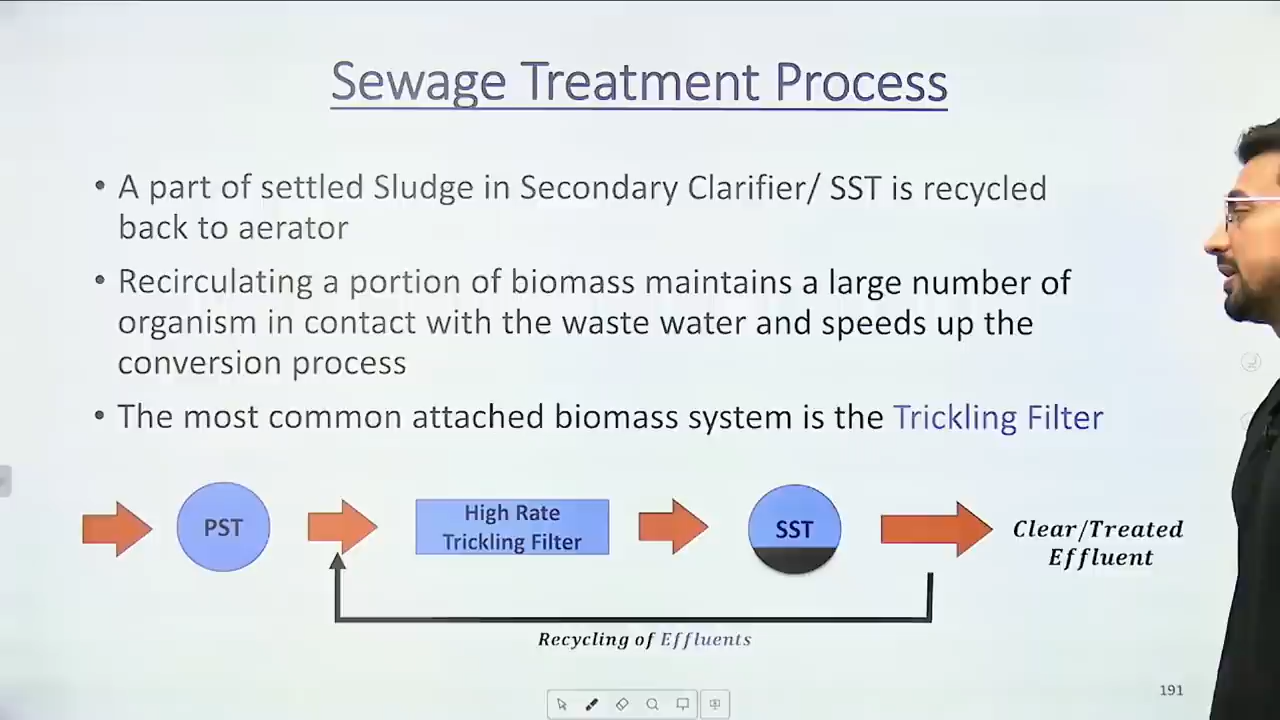 Sewage Treatment Process
• A part of settled Sludge in Secondary Clarifier/ SST is recycled
back to aerator
• Recirculating a portion of biomass maintains a large number of
organism in contact with the waste water and speeds up the
conversion process
• The most common attached biomass system is the Trickling Filter
PST
High Rate
Trickling Filter
SST
Clear/Treated
Effluent
Recycling of Effluents
191